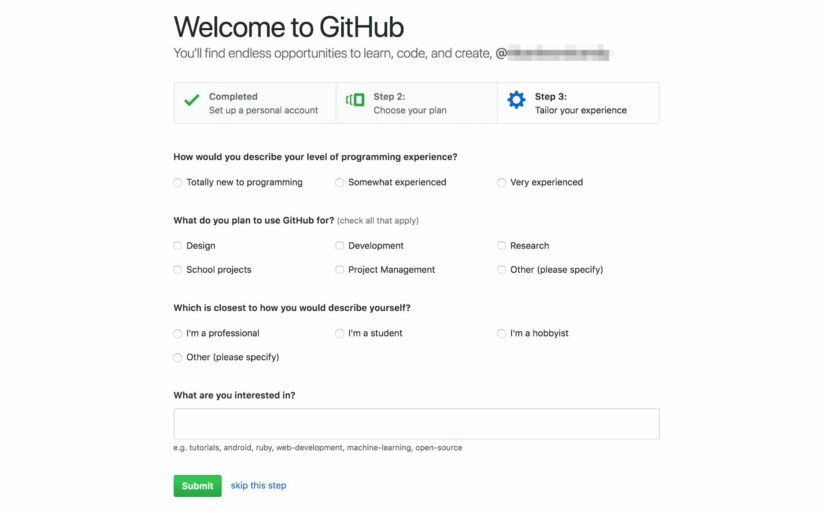 Welcome to GitHub
You'll find endless opportunities to learn, code, and create, @
Completed
Set up a personal account
Step 2:
Choose your plan
Step 3:
Tailor your experience
How would you describe your level of programming experience?
Totally new to programming
Somewhat experienced
Very experienced
What do you plan to use GitHub for? (check all that apply)
Design
Development
Research
School projects
Project Management
Other (please specify)
Which is closest to how you would describe yourself?
I'm a professional
I'm a student
I'm a hobbyist
Other (please specify)
What are you interested in?
e.g. tutorials, android, ruby, web-development, machine-learning, open-source
Submit
skip this step